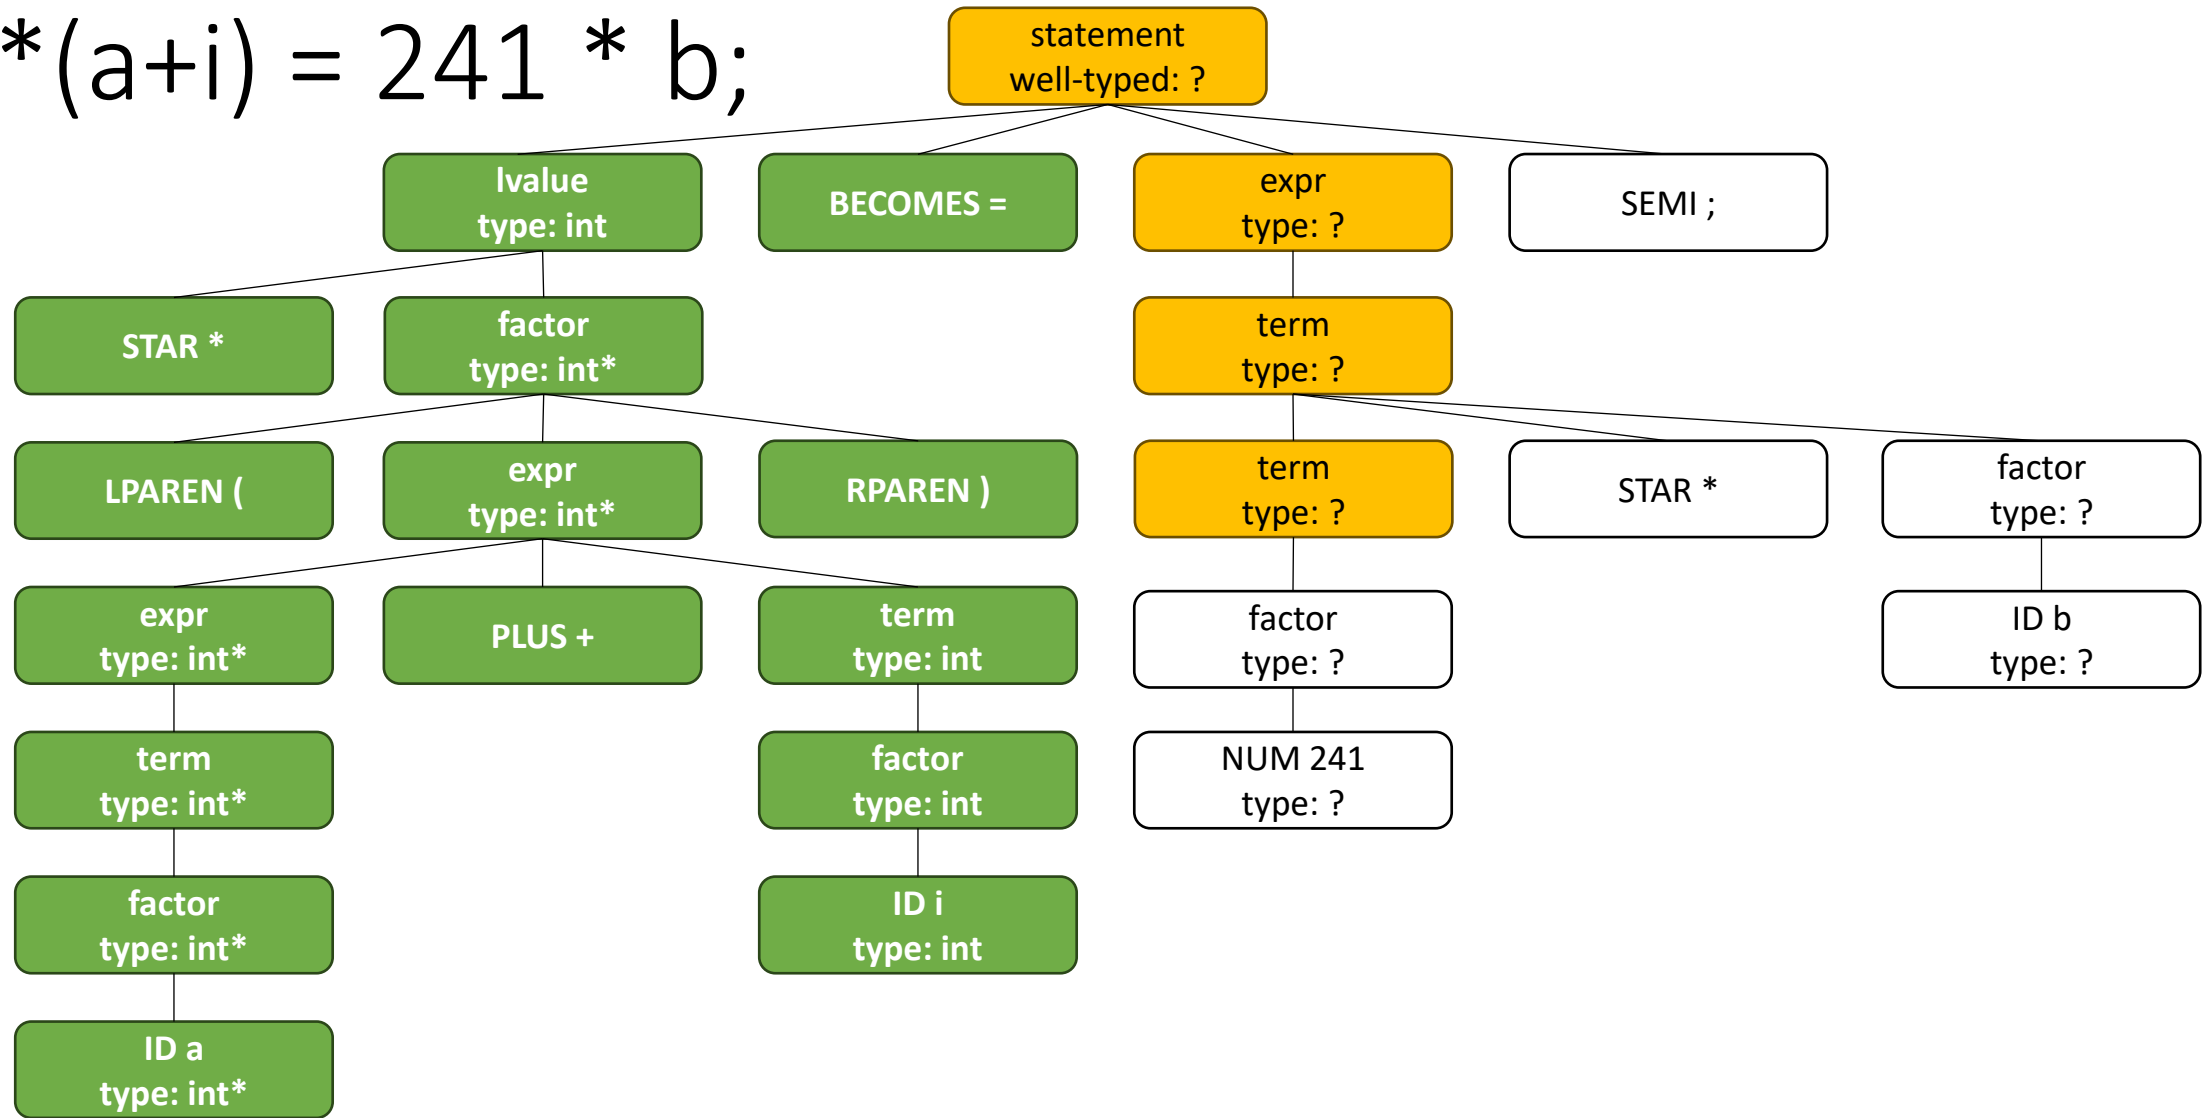 *(a+i) = 241 * b;
statement
well-typed: ?
lvalue
type: int
BECOMES =
expr
type: ?
SEMI ;
STAR *
factor
type: int*
term
type: ?
LPAREN (
expr
type: int*
RPAREN )
term
type: ?
STAR *
factor
type: ?
expr
type: int*
PLUS +
term
type: int
factor
type: ?
ID b
type: ?
term
type: int*
factor
type: int
NUM 241
type: ?
factor
type: int*
ID i
type: int
ID a
type: int*